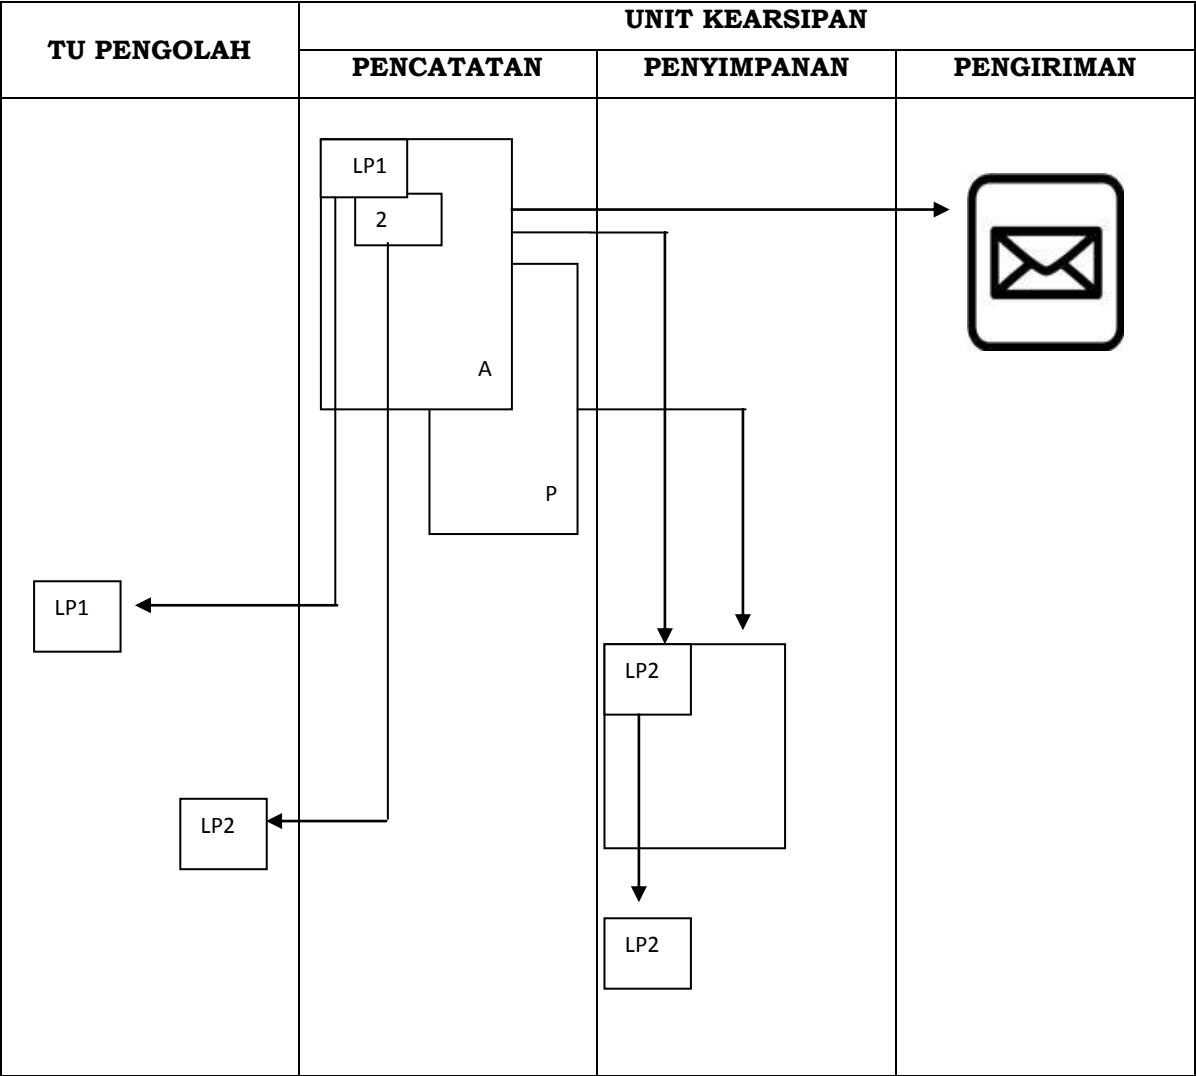 TU PENGOLAH
UNIT KEARSIPAN
PENCATATAN
PENYIMPANAN
PENGIRIMAN
LP1
2
A
P
LP1
LP2
LP2
LP2